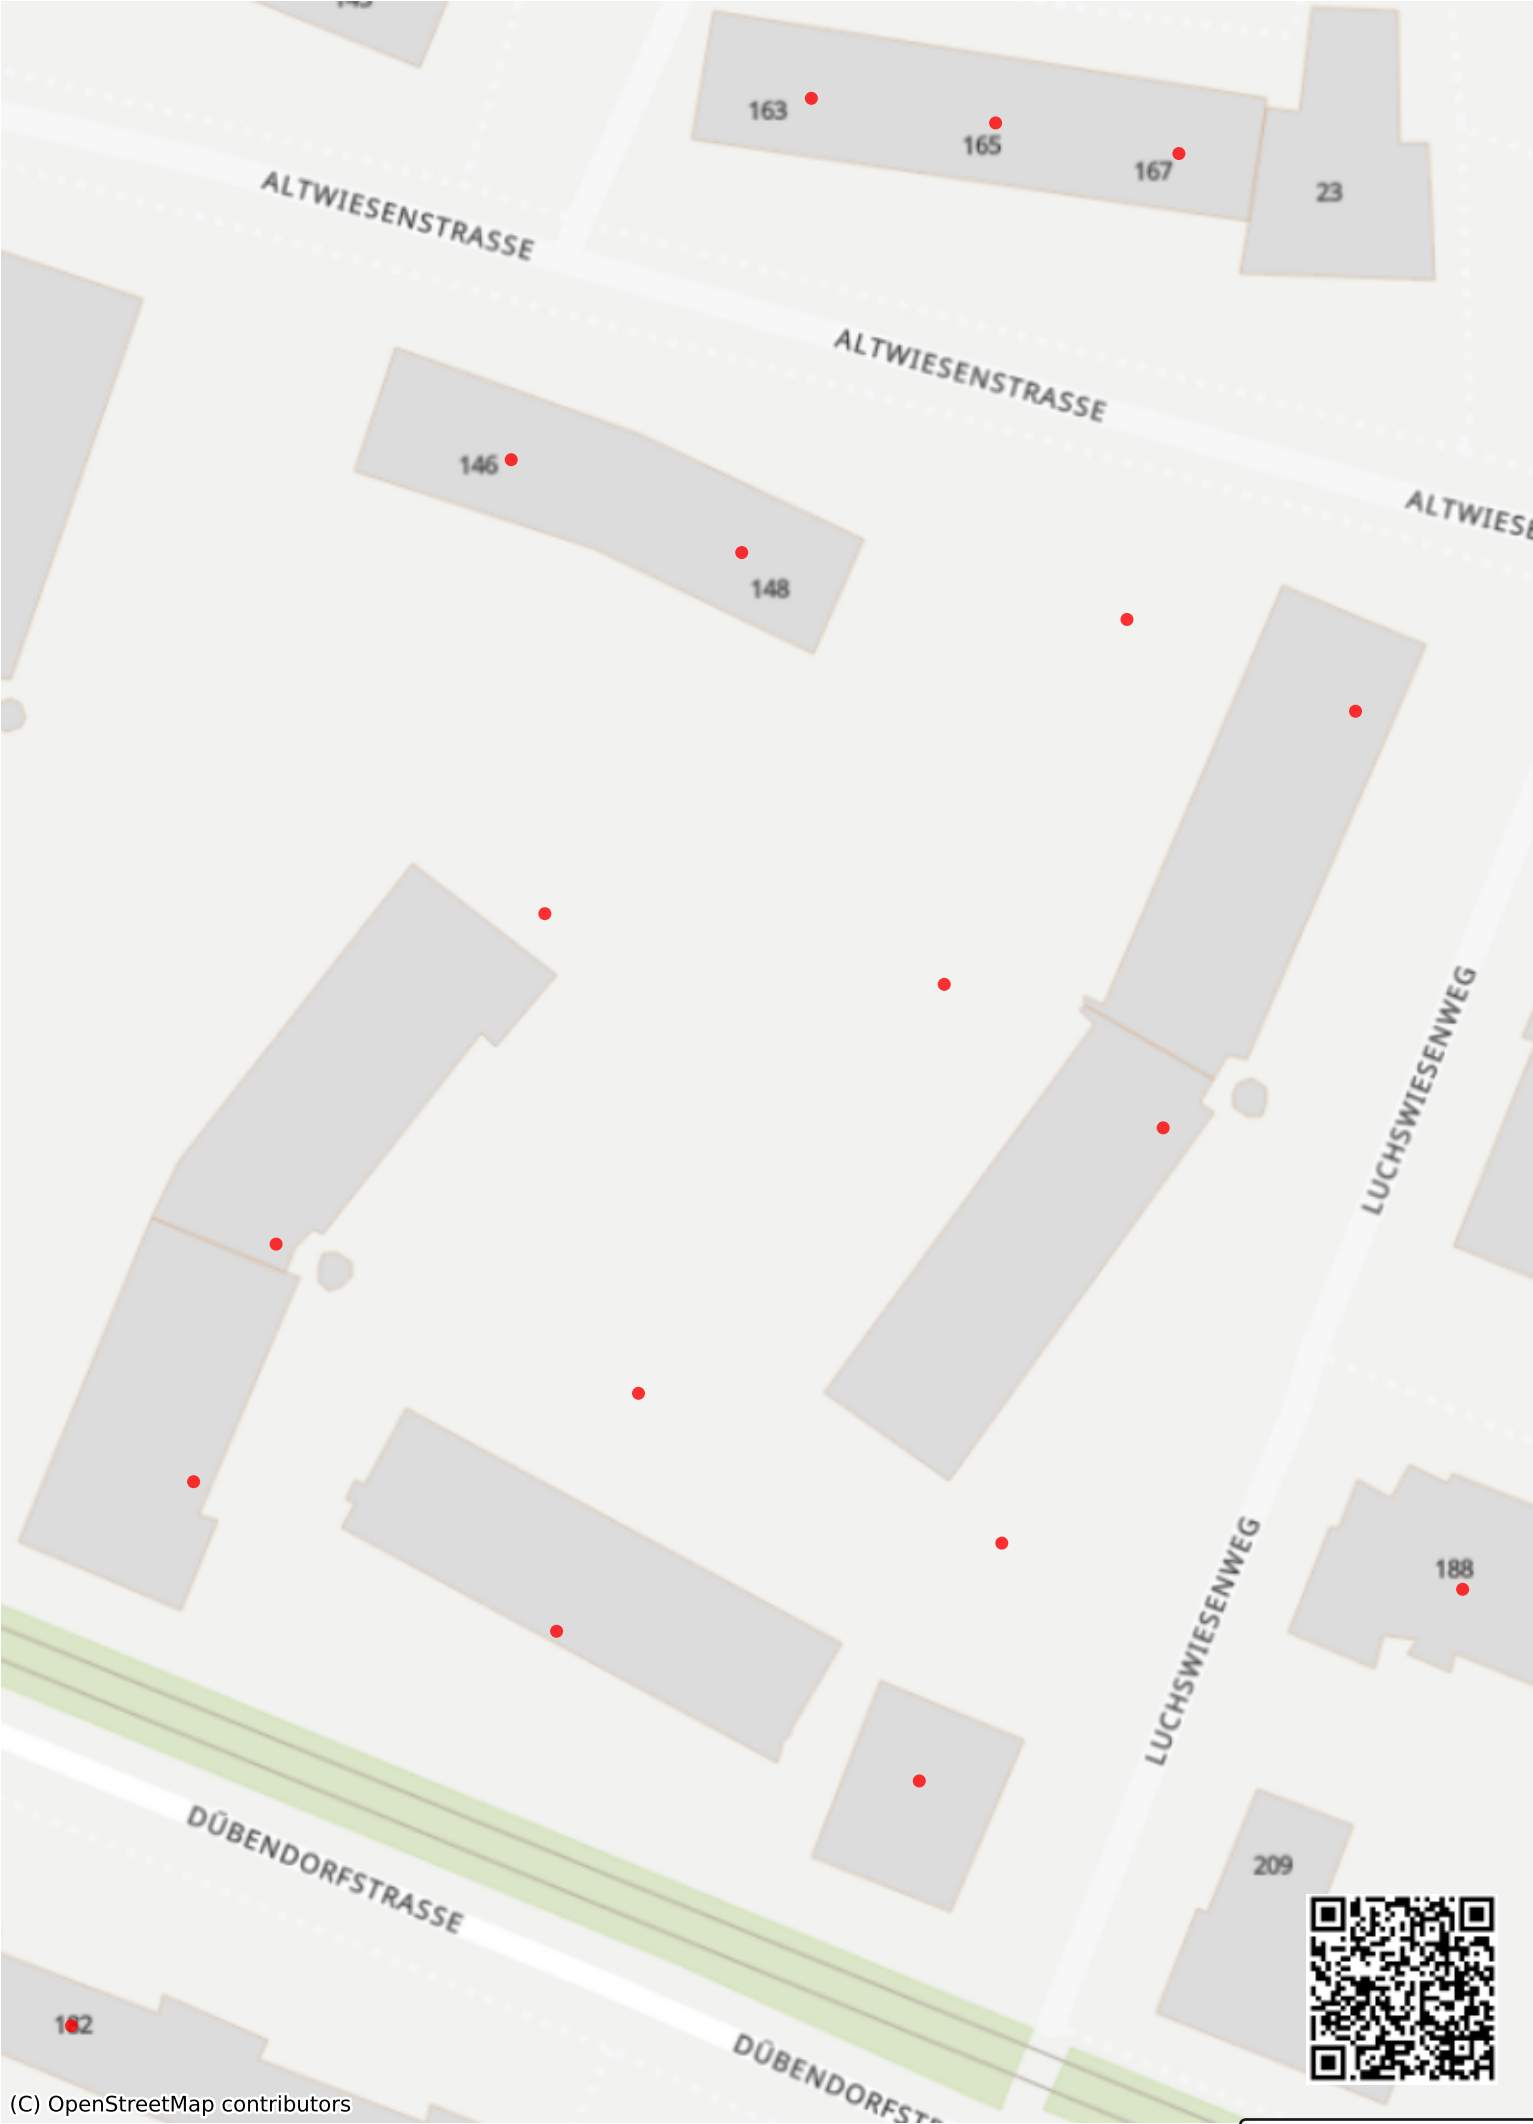 163
165
167
23
ALTWIESENSTRASSE
ALTWIESENSTRASSE
146
148
ALTWIESE
LUCHSWIESENWEG
188
LUCHSWIESENWEG
DÜBENDORFSTRASSE
209
DÜBENDORFSTR
(C) OpenStreetMap contributors